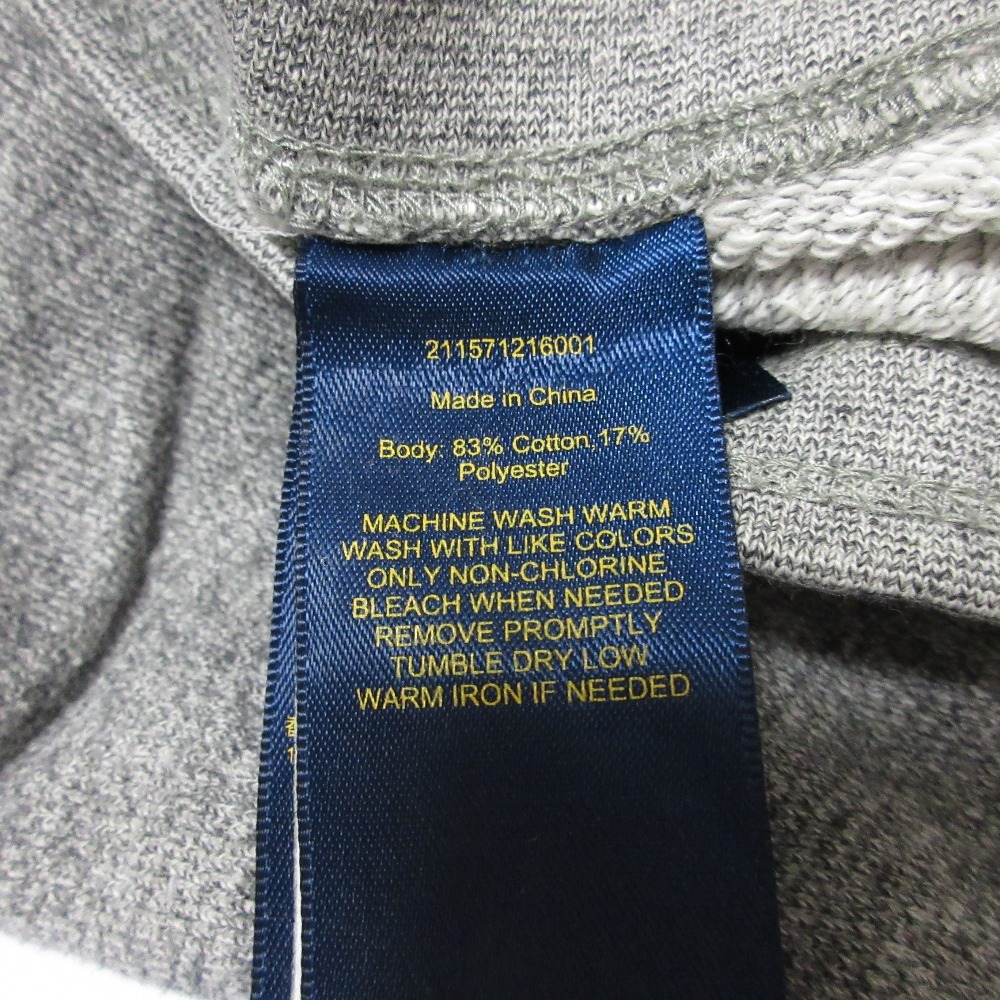 211571216001
Made in China
Body: 83% Cotton, 17%
Polyester
MACHINE WASH WARM
WASH WITH LIKE COLORS
ONLY NON-CHLORINE
BLEACH WHEN NEEDED
REMOVE PROMPTLY
TUMBLE DRY LOW
WARM IRON IF NEEDED